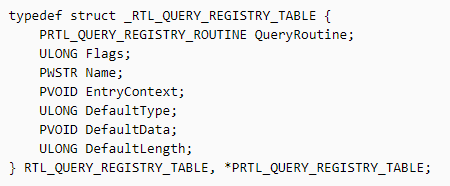 typedef struct _RTL_QUERY_REGISTRY_TABLE {
    PRTL_QUERY_REGISTRY_ROUTINE QueryRoutine;
    ULONG Flags;
    PWSTR Name;
    PVOID EntryContext;
    ULONG DefaultType;
    PVOID DefaultData;
    ULONG DefaultLength;
} RTL_QUERY_REGISTRY_TABLE, *PRTL_QUERY_REGISTRY_TABLE;